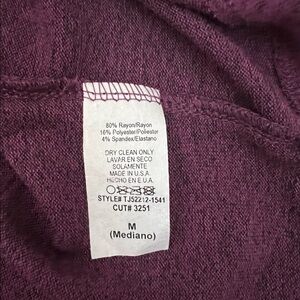 80% Rayon/Rayon
16% Polyester/Poliester
4% Spandex/Elastano
DRY CLEAN ONLY
LAVAR EN SECO
SOLAMENTE
MADE IN U.S.A
HECHO EN E.U.A.
STYLE# TJ52212-1541
CUT# 3251
M
(Mediano)